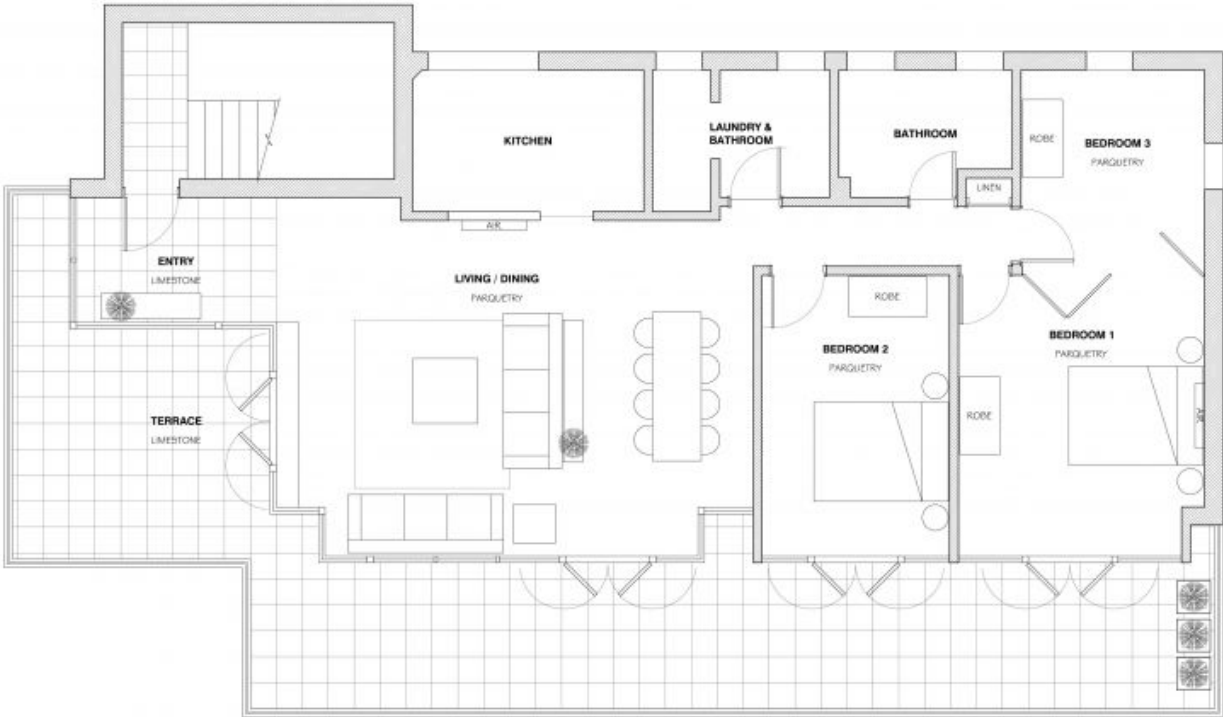 KITCHEN
LAUNDRY &
BATHROOM
BATHROOM
ROBE
BEDROOM 3
PARQUETRY
LINEN
AIR
ENTRY
LIMESTONE
LIVING / DINING
PARQUETRY
ROBE
BEDROOM 2
PARQUETRY
BEDROOM 1
PARQUETRY
ROBE
AIR
TERRACE
LIMESTONE